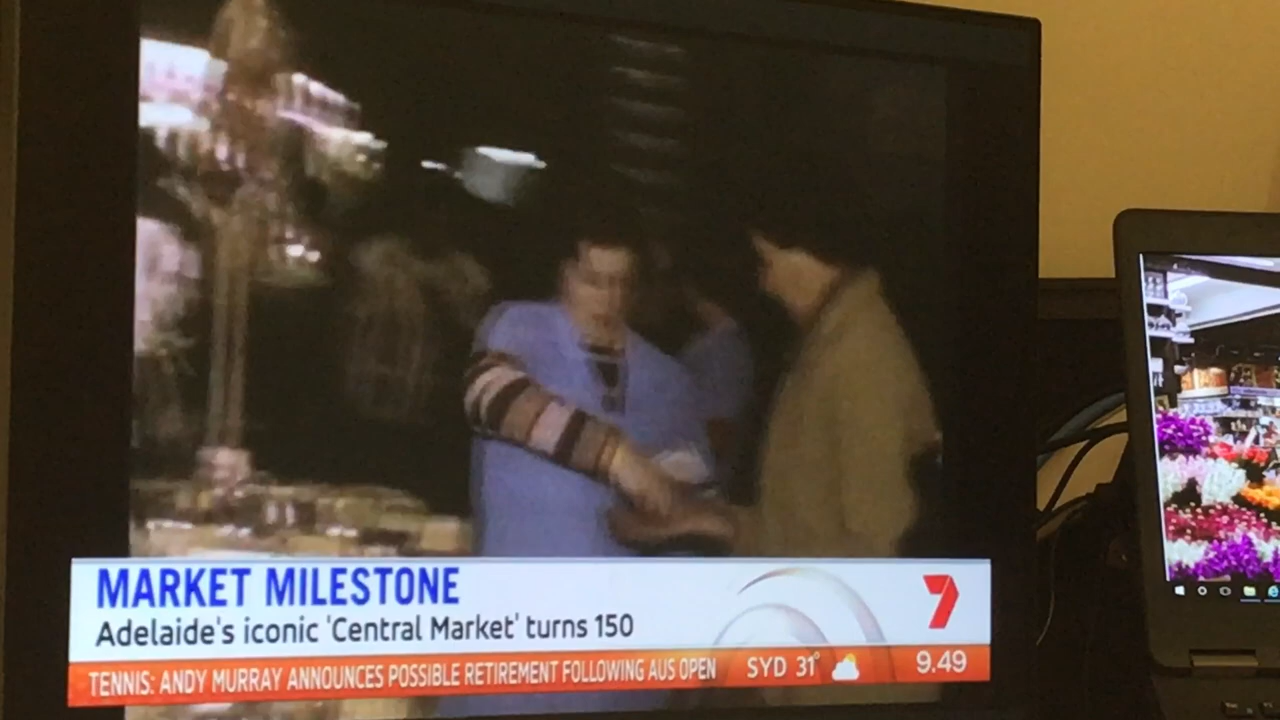 MARKET MILESTONE
Adelaide's iconic 'Central Market' turns 150
7
TENNIS: ANDY MURRAY ANNOUNCES POSSIBLE RETIREMENT FOLLOWING AUS OPEN SYD 31° 9.49